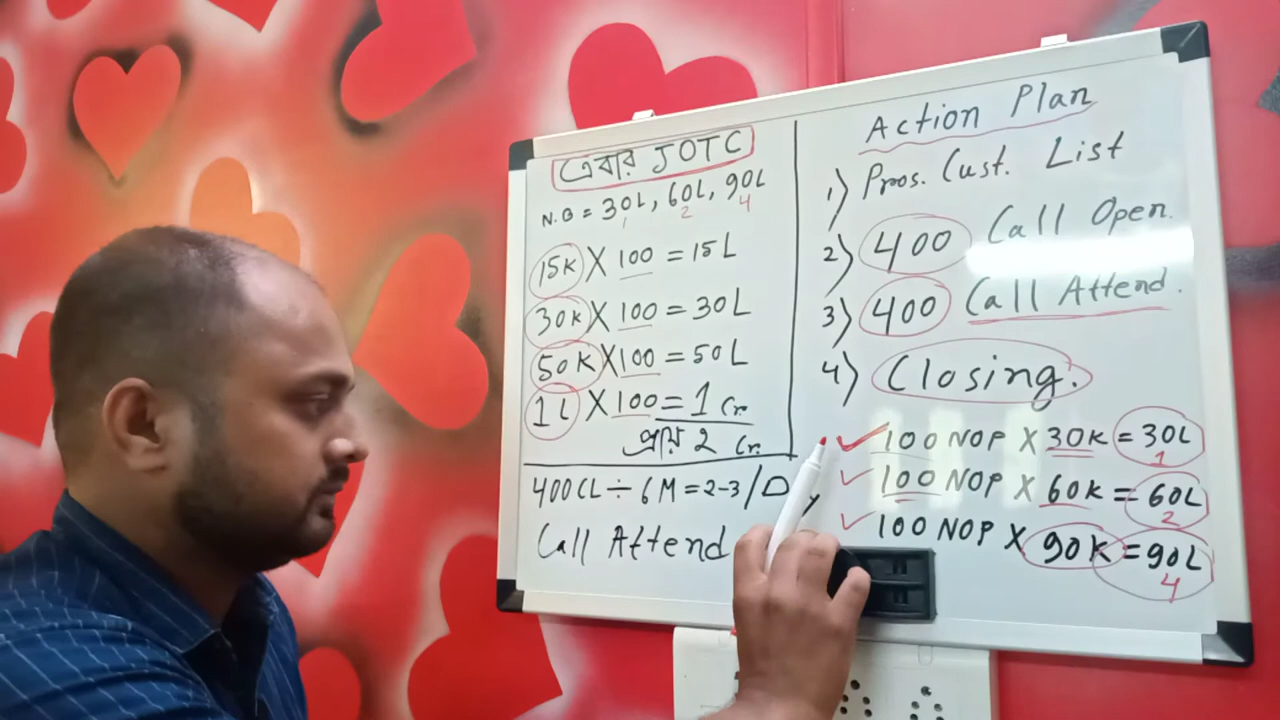 এবার JOTC
N.B = 30L, 60L, 90L
1 2 4
15K X 100 = 15L
30K X 100 = 30L
50K X 100 = 50L
1L X 100 = 1 Cr
প্রায় 2 Cr.
400CL ÷ 6M = 2-3/Dy
Call Attend
Action Plan
1) Pros. Cust. List
2) 400 Call Open.
3) 400 Call Attend.
4) Closing.
100 NOP X 30K = 30L
1
100 NOP X 60K = 60L
2
100 NOP X 90K = 90L
4